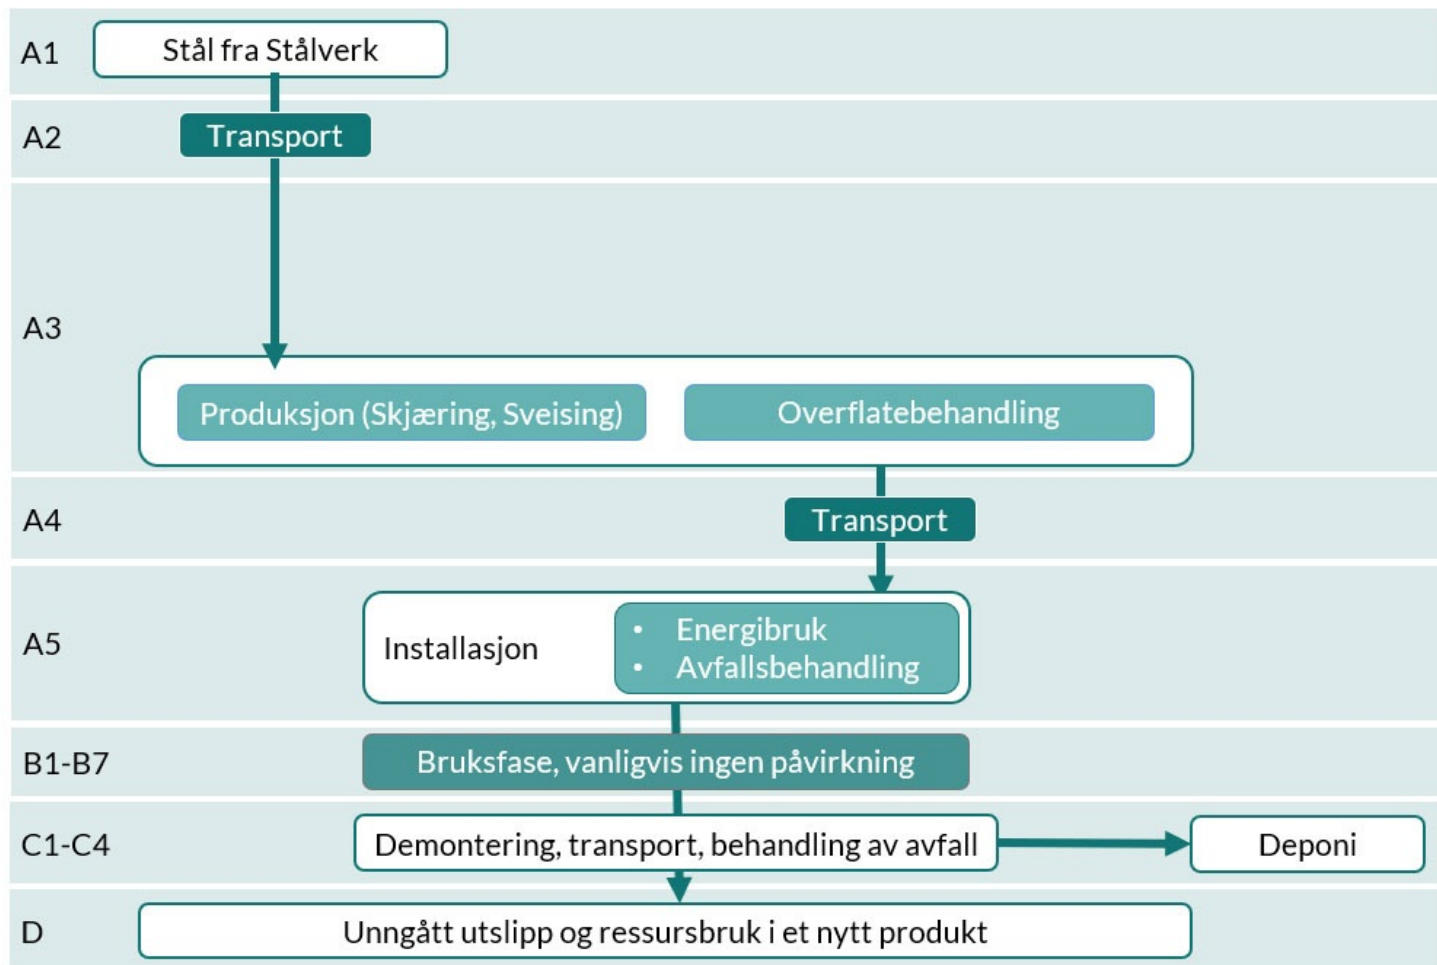 A1
Stål fra Stålverk
A2
Transport
A3
Produksjon (Skjæring, Sveising)
Overflatebehandling
A4
Transport
A5
Installasjon
• Energibruk
• Avfallsbehandling
B1-B7
Bruksfase, vanligvis ingen påvirkning
C1-C4
Demontering, transport, behandling av avfall
Deponi
D
Unngått utslipp og ressursbruk i et nytt produkt